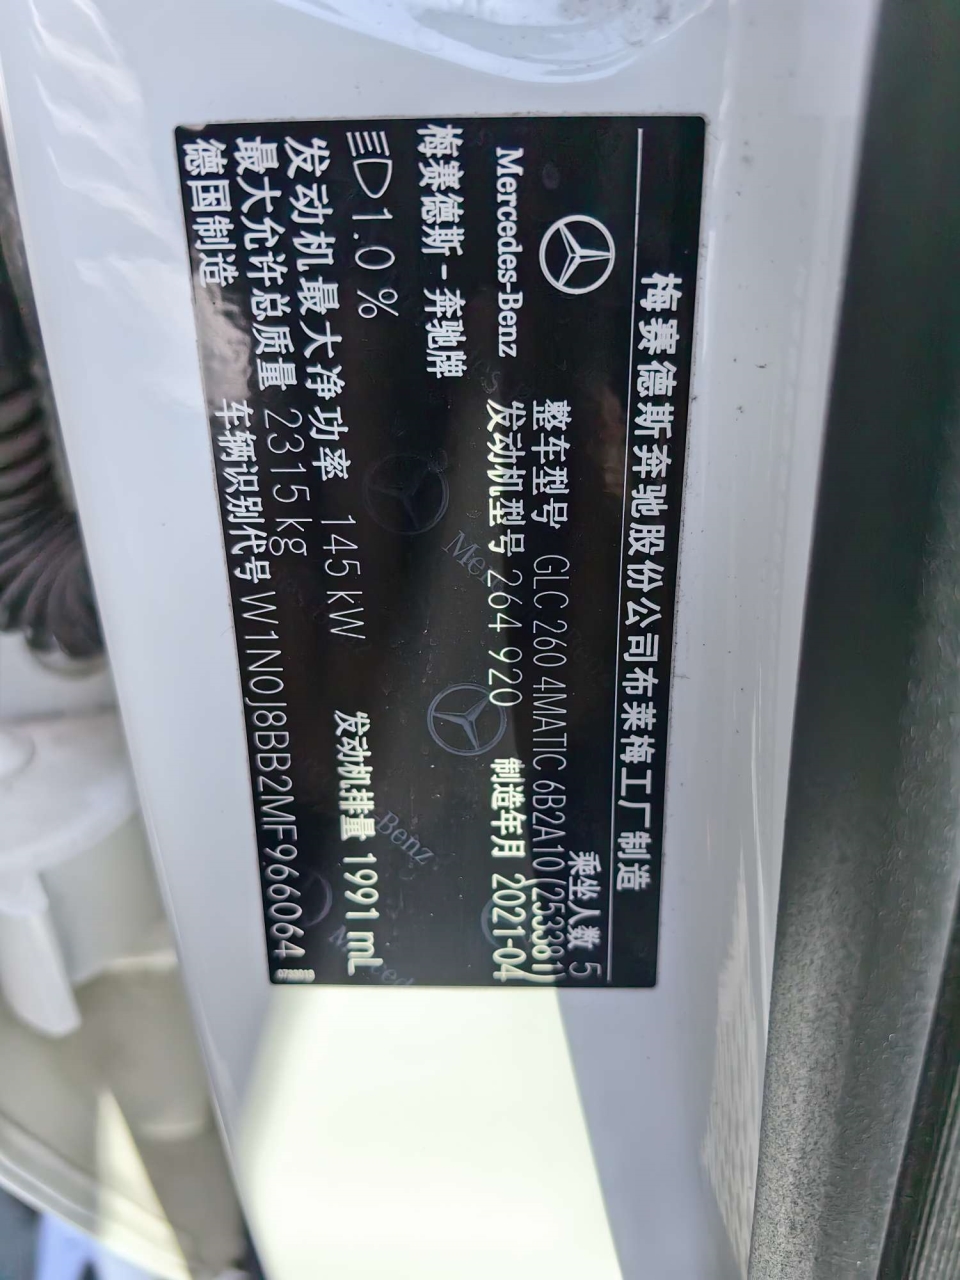 梅赛德斯奔驰股份公司布莱梅工厂制造
乘坐人数 5
Mercedes-Benz
整车型号 GLC 260 4MATIC 6B2A10(253381)
发动机型号 264 920 制造年月 2021-04
梅赛德斯-奔驰牌
1.0%
发动机最大净功率 145 kW 发动机排量 1991 mL
最大允许总质量 2315 kg
德国制造 车辆识别代号 W1N0J8BB2MF966064